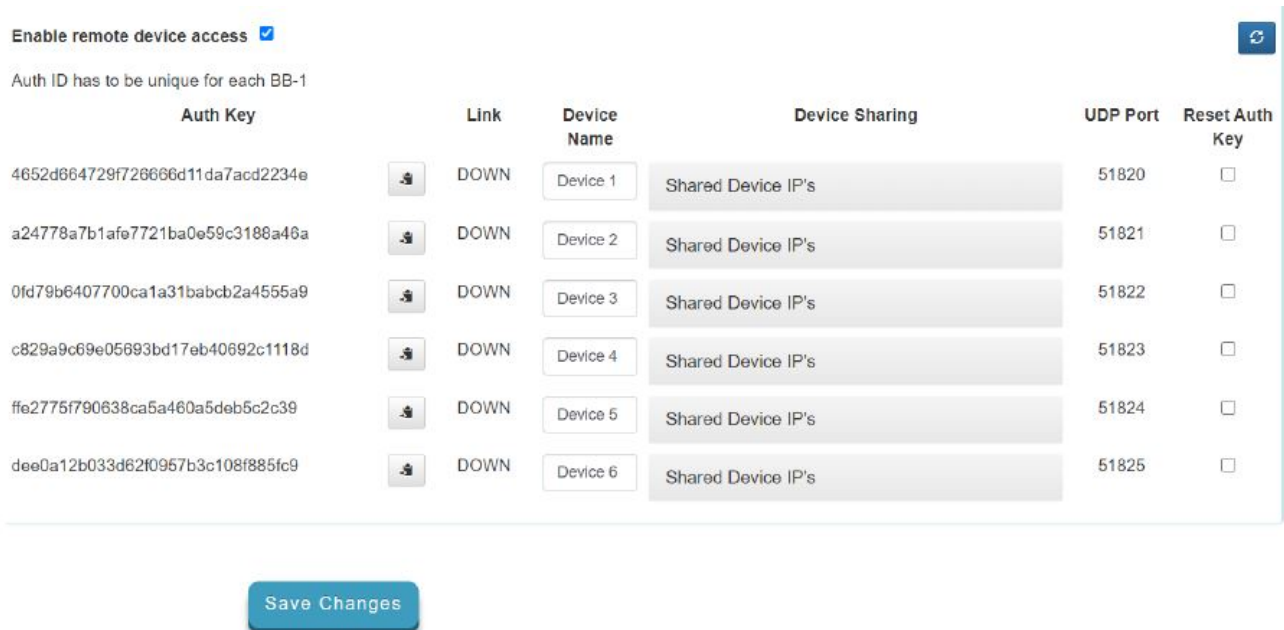 Enable remote device access
Auth ID has to be unique for each BB-1
Auth Key Link Device Name Device Sharing UDP Port Reset Auth Key
4652d664729f726666d11da7acd2234e DOWN Device 1 Shared Device IP's 51820
a24778a7b1afe7721ba0e59c3188a46a DOWN Device 2 Shared Device IP's 51821
0fd79b6407700ca1a31babcb2a4555a9 DOWN Device 3 Shared Device IP's 51822
c829a9c69e05693bd17eb40692c1118d DOWN Device 4 Shared Device IP's 51823
ffe2775f790638ca5a460a5deb5c2c39 DOWN Device 5 Shared Device IP's 51824
dee0a12b033d62f0957b3c108f885fc9 DOWN Device 6 Shared Device IP's 51825
Save Changes